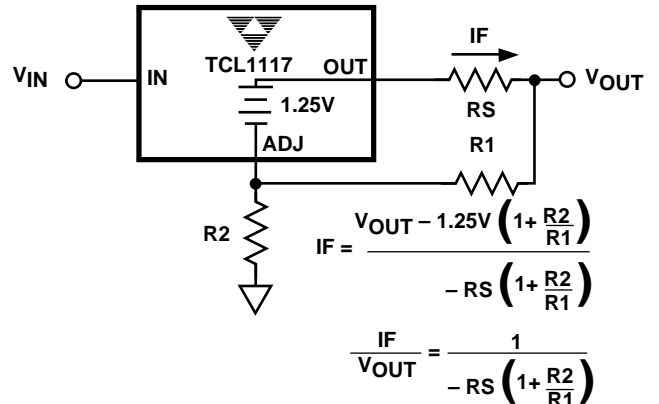 IF
TCL1117
OUT
VIN
IN
VOUT
1.25V
RS
ADJ
R1
R2
IF = VOUT – 1.25V (1+ R2/R1)
– RS (1+ R2/R1)
IF/VOUT = 1
– RS (1+ R2/R1)